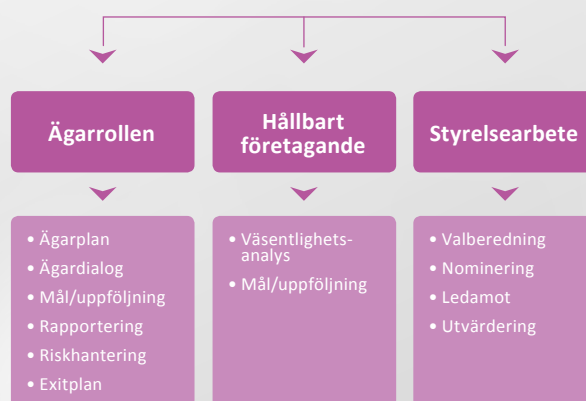 Ägarrollen
• Ägarplan
• Ägardialog
• Mål/uppföljning
• Rapportering
• Riskhantering
• Exitplan
Hållbart
företagande
• Väsentlighets-
analys
• Mål/uppföljning
Styrelsearbete
• Valberedning
• Nominering
• Ledamot
• Utvärdering